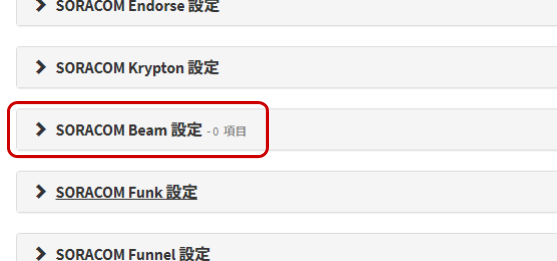 SORACOM Endorse 設定
SORACOM Krypton 設定
SORACOM Beam 設定 - 0 項目
SORACOM Funk 設定
SORACOM Funnel 設定